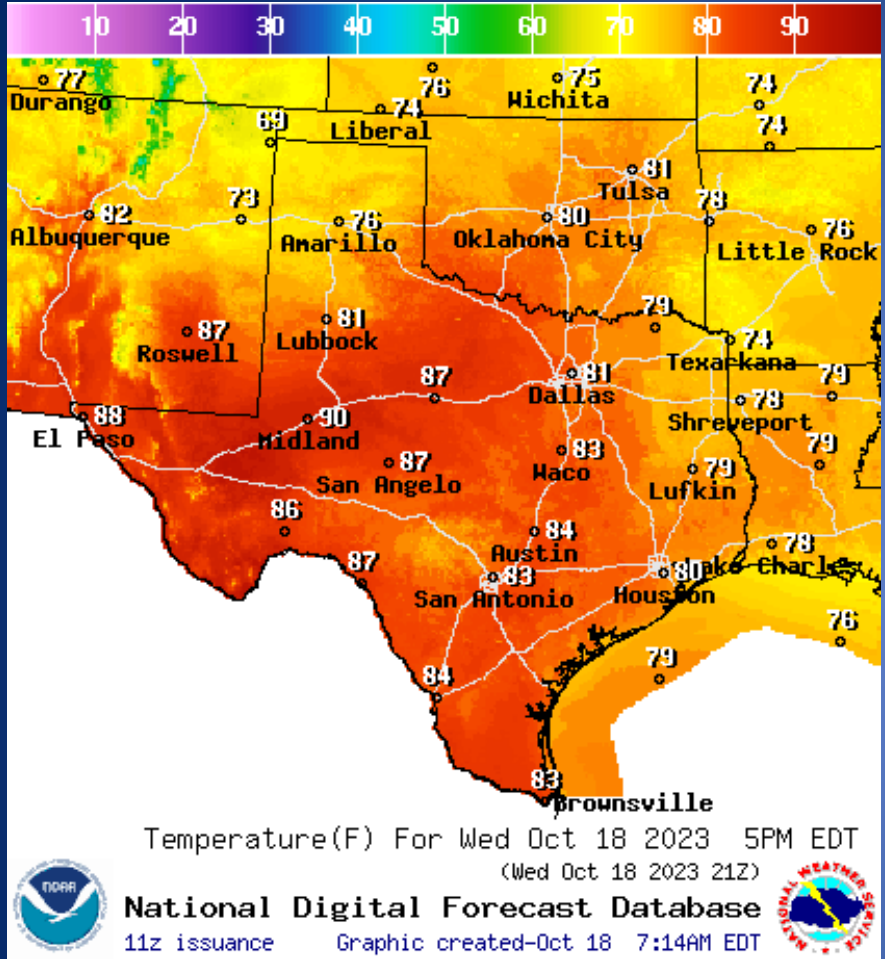 10 20 30 40 50 60 70 80 90
77
Durango
76
75
Wichita
74
74
Liberal
69
74
81
Tulsa
82
Albuquerque
73
76
Amarillo
80
Oklahoma City
78
76
Little Rock
87
Roswell
81
Lubbock
79
74
Texarkana
81
Dallas
87
79
78
Shreveport
88
El Paso
90
Midland
83
Waco
87
San Angelo
79
Lufkin
79
86
84
Austin
78
Lake Charles
87
83
San Antonio
80
Houston
76
79
84
83
Brownsville
Temperature(F) For Wed Oct 18 2023 5PM EDT
(Wed Oct 18 2023 21Z)
National Digital Forecast Database
11z issuance Graphic created-Oct 18 7:14AM EDT
NOAA
NATIONAL WEATHER SERVICE